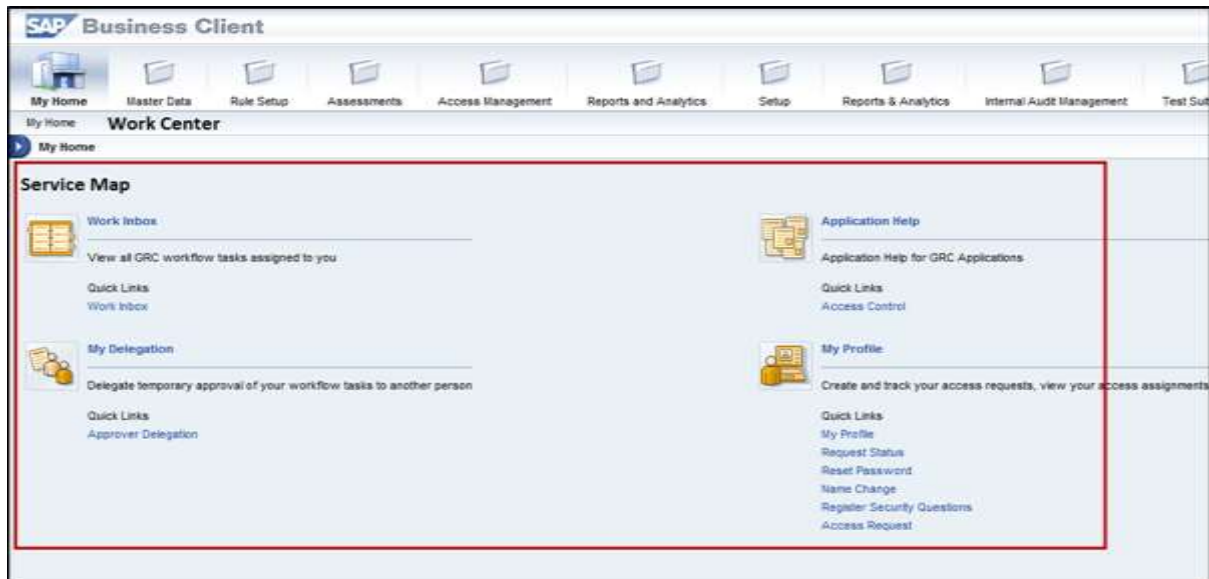 SAP Business Client
My Home Master Data Rule Setup Assessments Access Management Reports and Analytics Setup Reports & Analytics Internal Audit Management Test Suit
My Home Work Center
My Home
Service Map
Work Inbox
View all GRC workflow tasks assigned to you
Quick Links
Work Inbox
Application Help
Application Help for GRC Applications
Quick Links
Access Control
My Delegation
Delegate temporary approval of your workflow tasks to another person
Quick Links
Approver Delegation
My Profile
Create and track your access requests, view your access assignments
Quick Links
My Profile
Request Status
Reset Password
Name Change
Register Security Questions
Access Request